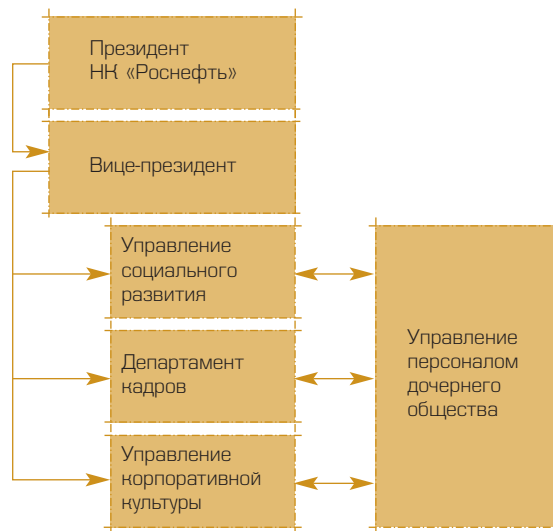 Президент
НК «Роснефть»
Вице-президент
Управление
социального
развития
Департамент
кадров
Управление
корпоративной
культуры
Управление
персоналом
дочернего
общества